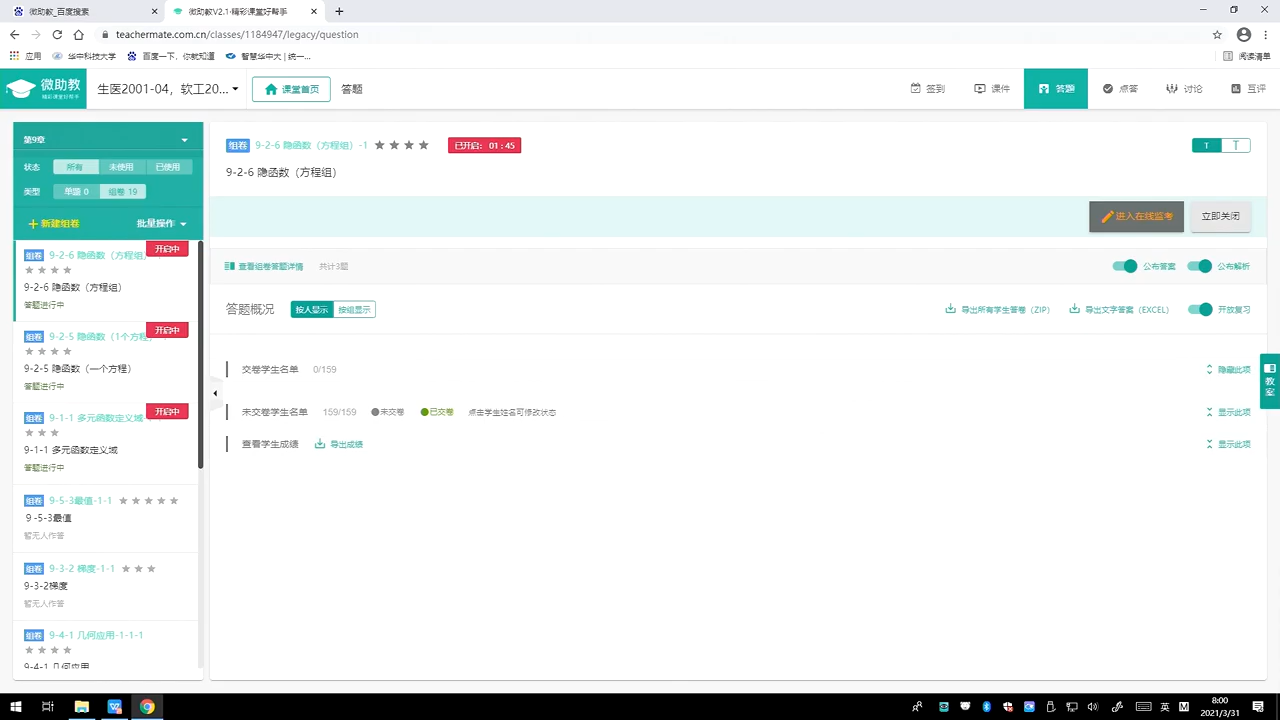 微助教_百度搜索
微助教V2.1-精彩课堂好帮手
teachermate.com.cn/classes/1184947/legacy/question
应用 华中科技大学 百度一下，你就知道 智慧华中大 | 统一... 阅读清单
微助教
精彩课堂好帮手
生医2001-04，软工20... 课堂首页 答题 签到 课件 答题 点答 讨论 互评
第9章
状态 所有 未使用 已使用
类型 单题 0 组卷 19
新建组卷 批量操作
开启中
组卷 9-2-6 隐函数（方程组）
9-2-6 隐函数（方程组）
答题进行中
开启中
组卷 9-2-5 隐函数（1个方程）
9-2-5 隐函数（一个方程）
答题进行中
开启中
组卷 9-1-1 多元函数定义域
9-1-1 多元函数定义域
答题进行中
组卷 9-5-3最值-1-1
9-5-3最值
暂无人作答
组卷 9-3-2 梯度-1-1
9-3-2梯度
暂无人作答
组卷 9-4-1 几何应用-1-1-1
9-4-1 几何应用
组卷 9-2-6 隐函数（方程组）-1 已开启：01：45 T T
9-2-6 隐函数（方程组）
进入在线监考 立即关闭
查看组卷答题详情 共计3题 公布答案 公布解析
答题概况 按人显示 按组显示 导出所有学生答卷（ZIP） 导出文字答案（EXCEL） 开放复习
交卷学生名单 0/159 隐藏此项
未交卷学生名单 159/159 未交卷 已交卷 点击学生姓名可修改状态 显示此项
查看学生成绩 导出成绩 显示此项
教案
英 M
8:00
2021/3/31